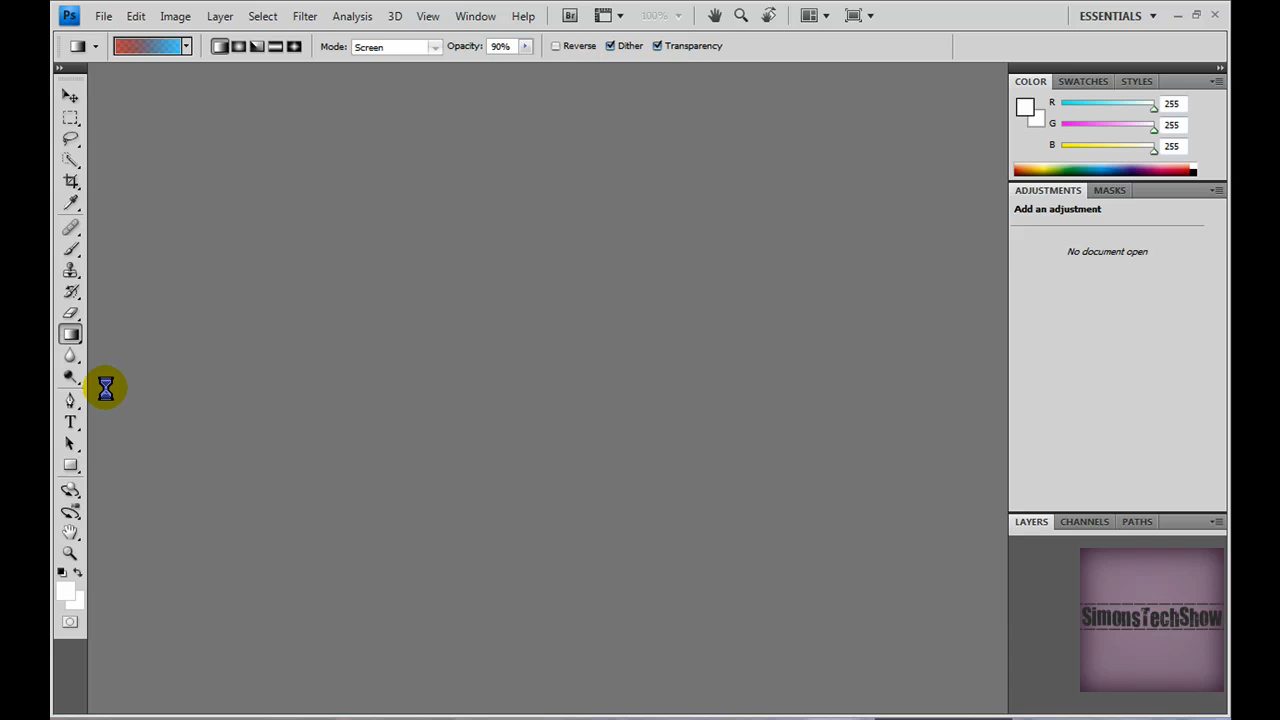 Ps File Edit Image Layer Select Filter Analysis 3D View Window Help Br 100% ESSENTIALS
Mode: Screen Opacity: 90% Reverse Dither Transparency
COLOR SWATCHES STYLES
R 255
G 255
B 255
ADJUSTMENTS MASKS
Add an adjustment
No document open
T
LAYERS CHANNELS PATHS
SimonsTechShow